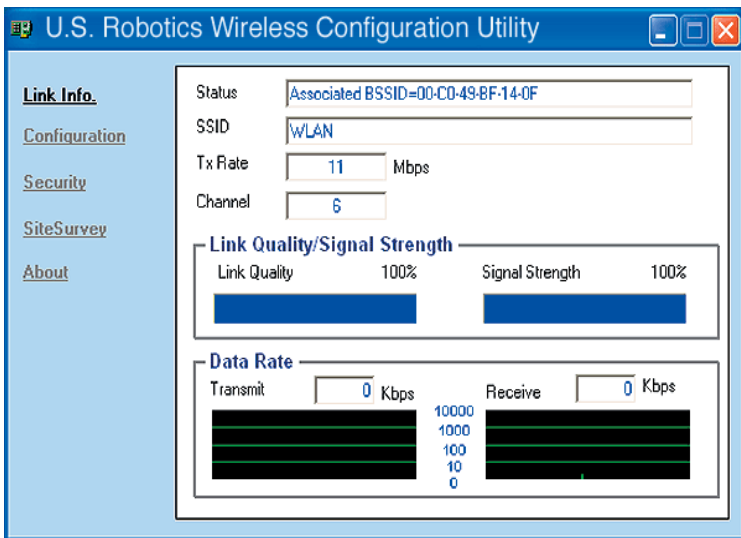 U.S. Robotics Wireless Configuration Utility
Link Info.
Configuration
Security
SiteSurvey
About
Status Associated BSSID=00-C0-49-BF-14-0F
SSID WLAN
Tx Rate 11 Mbps
Channel 6
Link Quality/Signal Strength
Link Quality 100% Signal Strength 100%
Data Rate
Transmit 0 Kbps Receive 0 Kbps
10000
1000
100
10
0